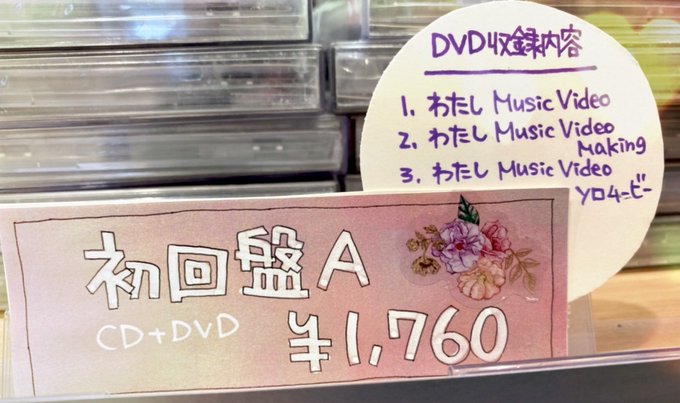 DVD収録内容
1. わたし Music Video
2. わたし Music Video
Making
3. わたし Music Video
ソロムービー
初回盤A
CD+DVD
¥1,760